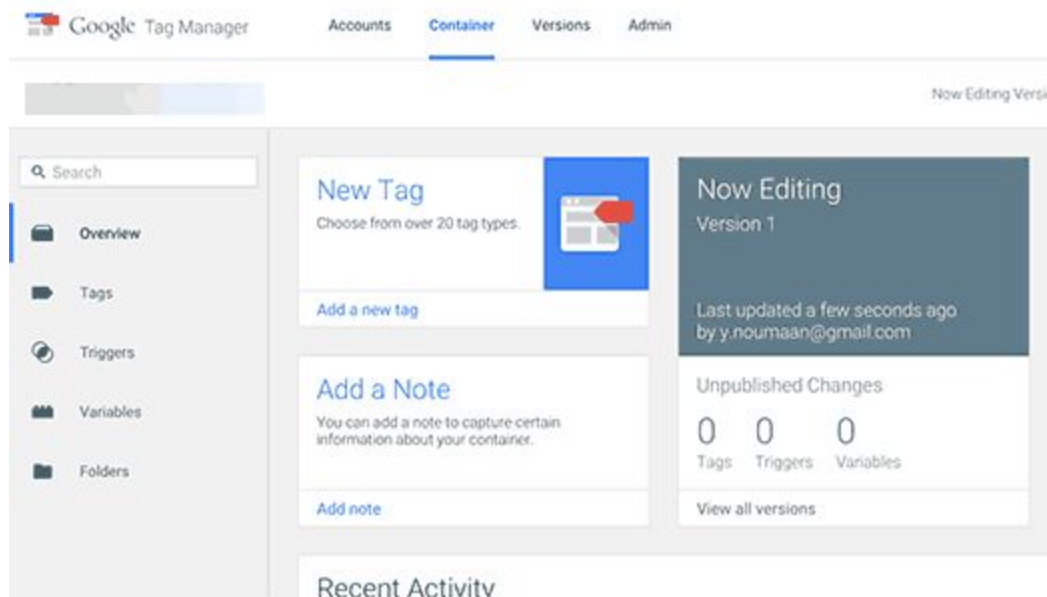 Google Tag Manager
Accounts Container Versions Admin
Now Editing Versi
Search
Overview
Tags
Triggers
Variables
Folders
New Tag
Choose from over 20 tag types.
Add a new tag
Add a Note
You can add a note to capture certain
information about your container.
Add note
Now Editing
Version 1
Last updated a few seconds ago
by y.noumaan@gmail.com
Unpublished Changes
0 0 0
Tags Triggers Variables
View all versions
Recent Activity